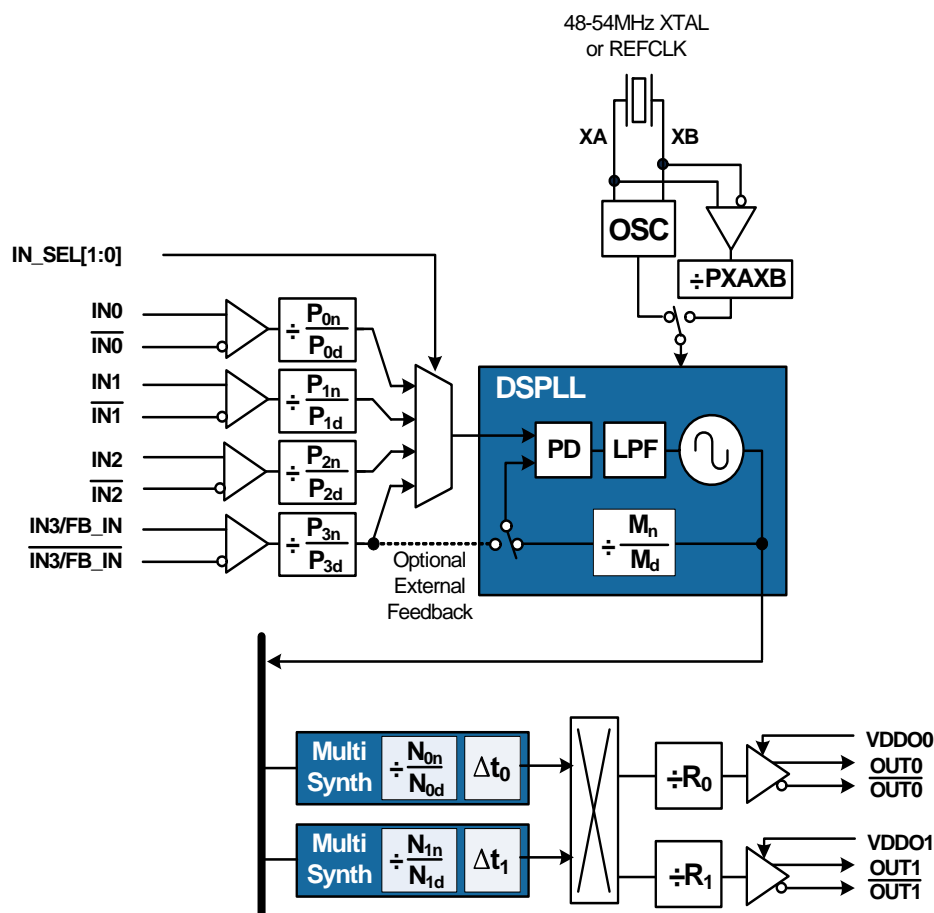 48-54MHz XTAL
or REFCLK
XA
XB
OSC
÷PXAXB
IN_SEL[1:0]
IN0
IN0
÷ P0n
P0d
IN1
IN1
÷ P1n
P1d
IN2
IN2
÷ P2n
P2d
IN3/FB_IN
IN3/FB_IN
÷ P3n
P3d
DSPLL
PD
LPF
÷ Mn
Md
Optional
External
Feedback
Multi
Synth
÷ N0n
N0d
Δt0
Multi
Synth
÷ N1n
N1d
Δt1
÷R0
VDDO0
OUT0
OUT0
÷R1
VDDO1
OUT1
OUT1